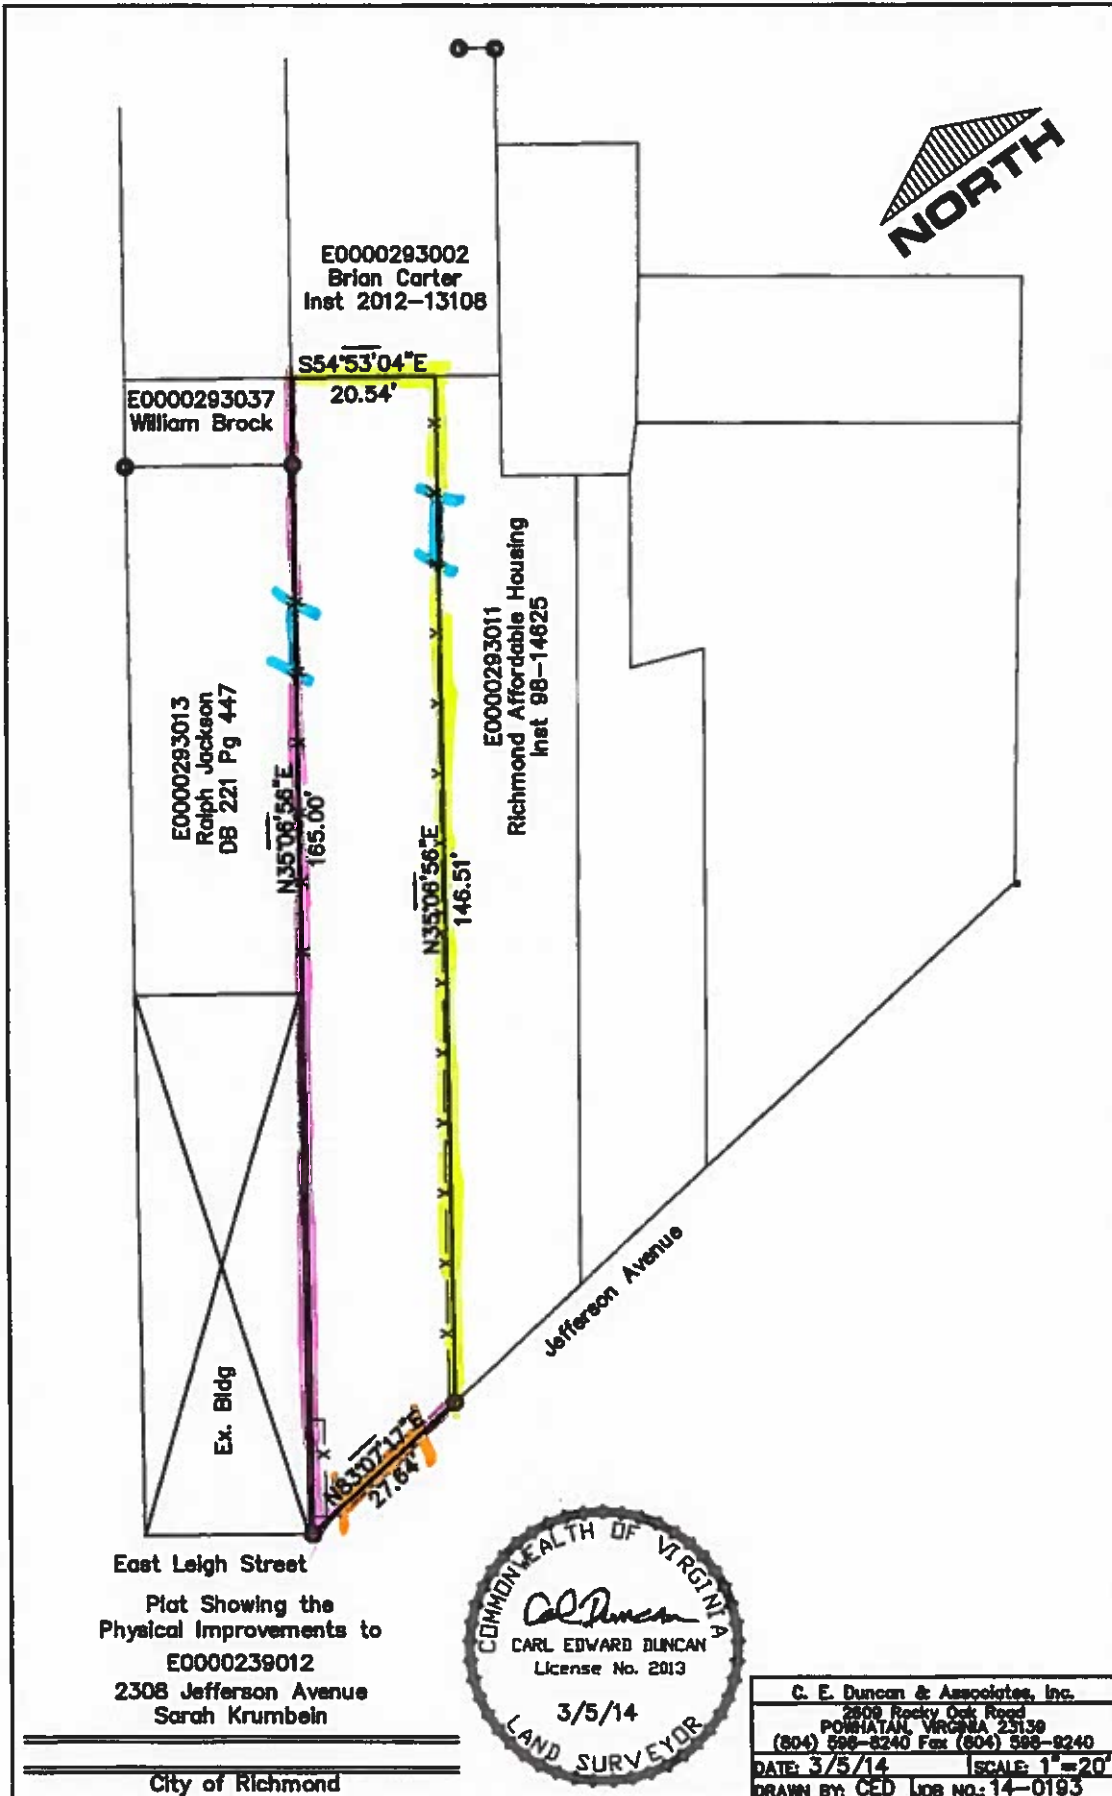 NORTH
E0000293002
Brian Carter
Inst 2012-13108
S54°53'04"E
20.54'
E0000293037
William Brock
E0000293013
Ralph Jackson
DB 221 Pg 447
N35°06'56"E
165.00'
N35°06'56"E
146.51'
E0000293011
Richmond Affordable Housing
Inst 98-14625
Jefferson Avenue
Ex. Bldg
N83°07'17"E
27.64'
East Leigh Street
Plat Showing the
Physical Improvements to
E0000239012
2308 Jefferson Avenue
Sarah Krumbein
City of Richmond
COMMONWEALTH OF VIRGINIA
Carl Duncan
CARL EDWARD DUNCAN
License No. 2013
3/5/14
LAND SURVEYOR
C. E. Duncan & Associates, Inc.
2609 Rocky Oak Road
POWHATAN, VIRGINIA 23139
(804) 598-8240 Fax (804) 598-9240
DATE: 3/5/14 SCALE: 1"=20'
DRAWN BY: CED JOB NO.: 14-0193